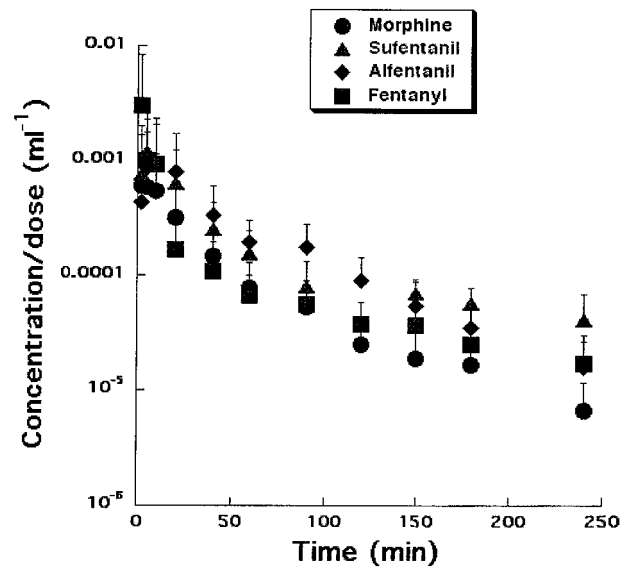 Morphine
Sufentanil
Alfentanil
Fentanyl
0.01
0.001
0.0001
10⁻⁵
10⁻⁶
Concentration/dose (ml⁻¹)
0 50 100 150 200 250
Time (min)